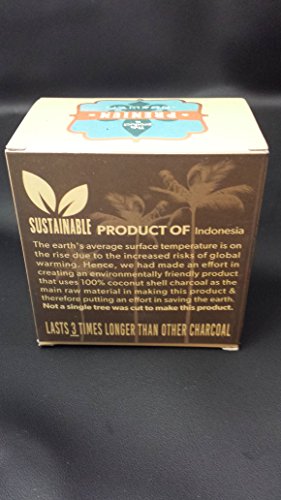 PREMIUM
SUSTAINABLE PRODUCT OF Indonesia
The earth's average surface temperature is on
the rise due to the increased risks of global
warming. Hence, we had made an effort in
creating an environmentally friendly product
that uses 100% coconut shell charcoal as the
main raw material in making this product &
therefore putting an effort in saving the earth.
Not a single tree was cut to make this product.
LASTS 3 TIMES LONGER THAN OTHER CHARCOAL